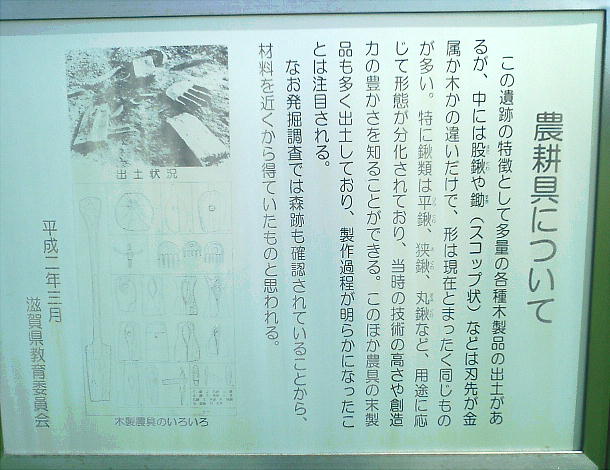 農耕具について
この遺跡の特徴として多量の各種木製品の出土があ
るが、中には股鍬や鋤（スコップ状）などは刃先が金
属か木かの違いだけで、形は現在とまったく同じもの
が多い。特に鍬類は平鍬、狭鍬、丸鍬など、用途に応
じて形態が分化されており、当時の技術の高さや創造
力の豊かさを知ることができる。このほか農具の未製
品も多く出土しており、製作過程が明らかになったこ
とは注目される。
なお発掘調査では森跡も確認されていることから、
材料を近くから得ていたものと思われる。
平成二年三月
滋賀県教育委員会
出土状況
木製農具のいろいろ